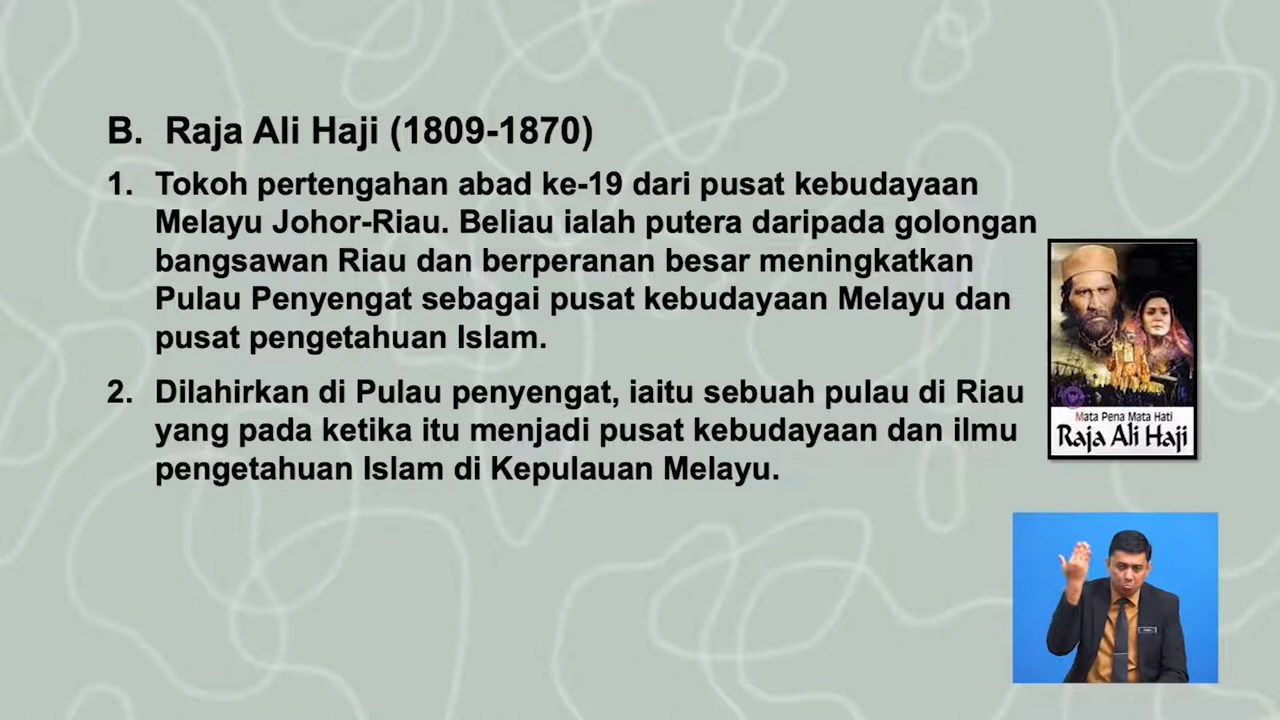 B. Raja Ali Haji (1809-1870)
1. Tokoh pertengahan abad ke-19 dari pusat kebudayaan
Melayu Johor-Riau. Beliau ialah putera daripada golongan
bangsawan Riau dan berperanan besar meningkatkan
Pulau Penyengat sebagai pusat kebudayaan Melayu dan
pusat pengetahuan Islam.
2. Dilahirkan di Pulau penyengat, iaitu sebuah pulau di Riau
yang pada ketika itu menjadi pusat kebudayaan dan ilmu
pengetahuan Islam di Kepulauan Melayu.
Mata Pena Mata Hati
Raja Ali Haji